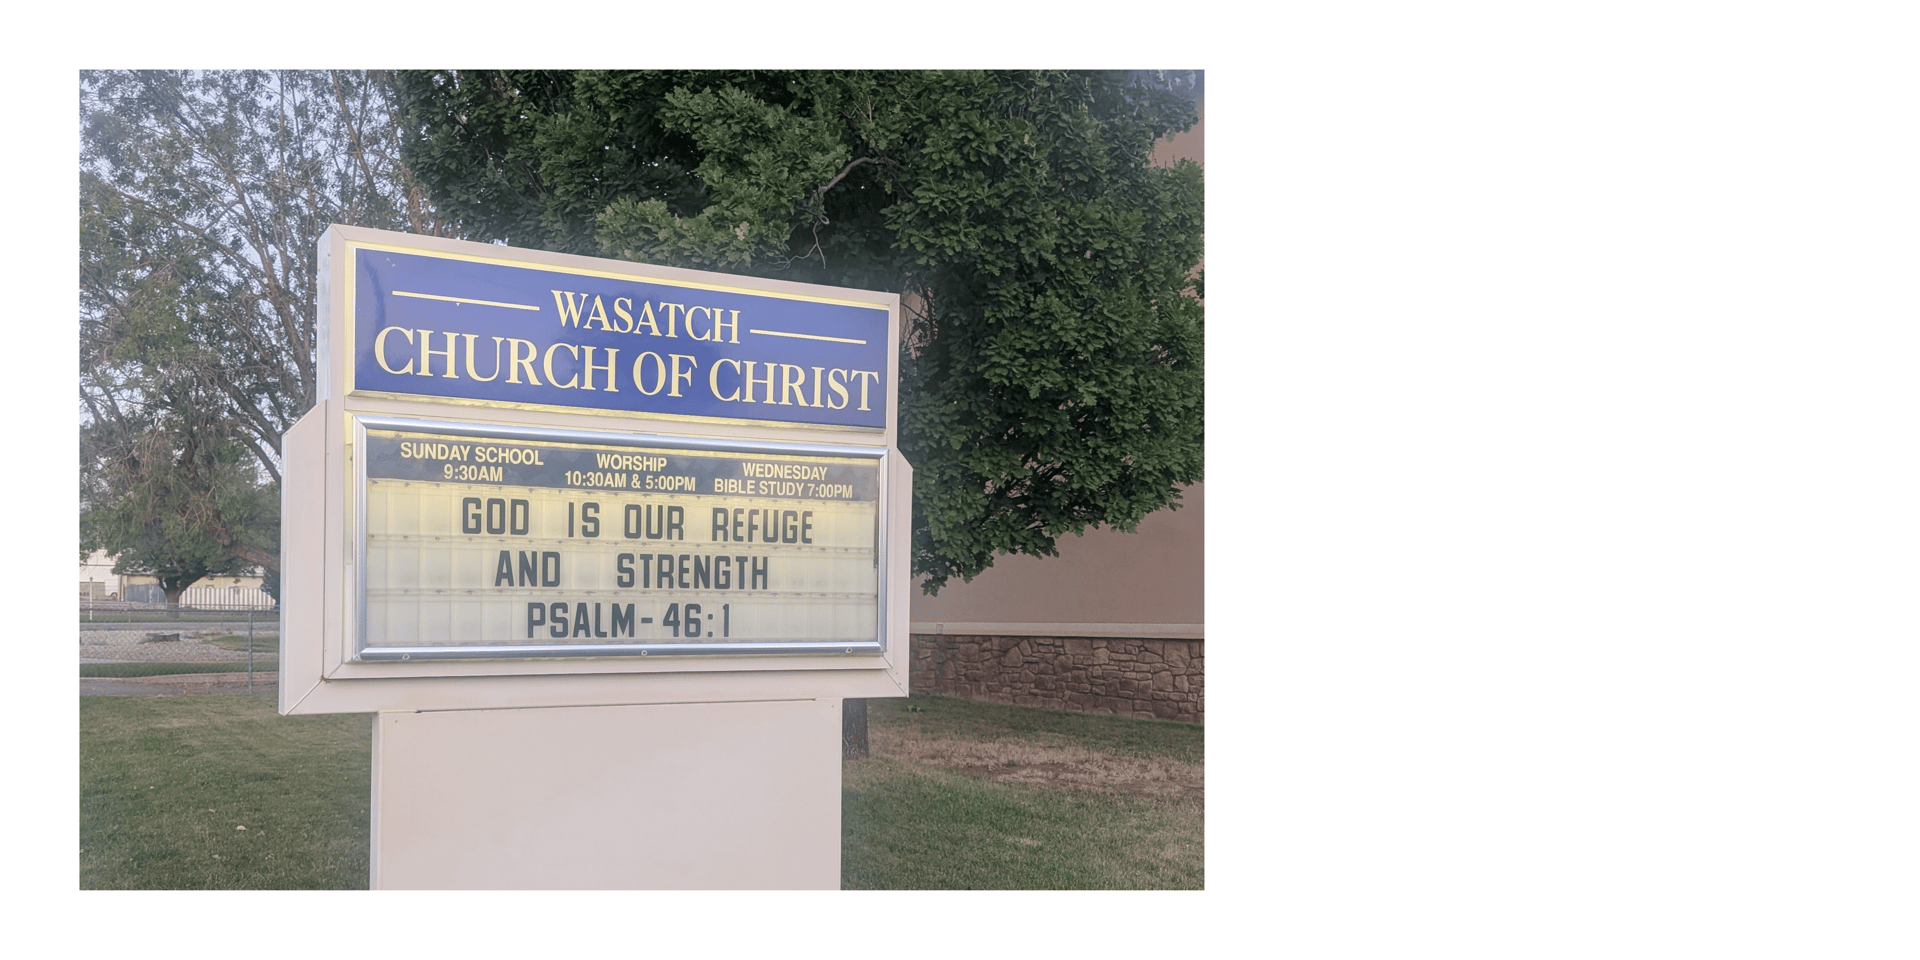 WASATCH
CHURCH OF CHRIST
SUNDAY SCHOOL
9:30AM
WORSHIP
10:30AM & 5:00PM
WEDNESDAY
BIBLE STUDY 7:00PM
GOD IS OUR REFUGE
AND STRENGTH
PSALM-46:1